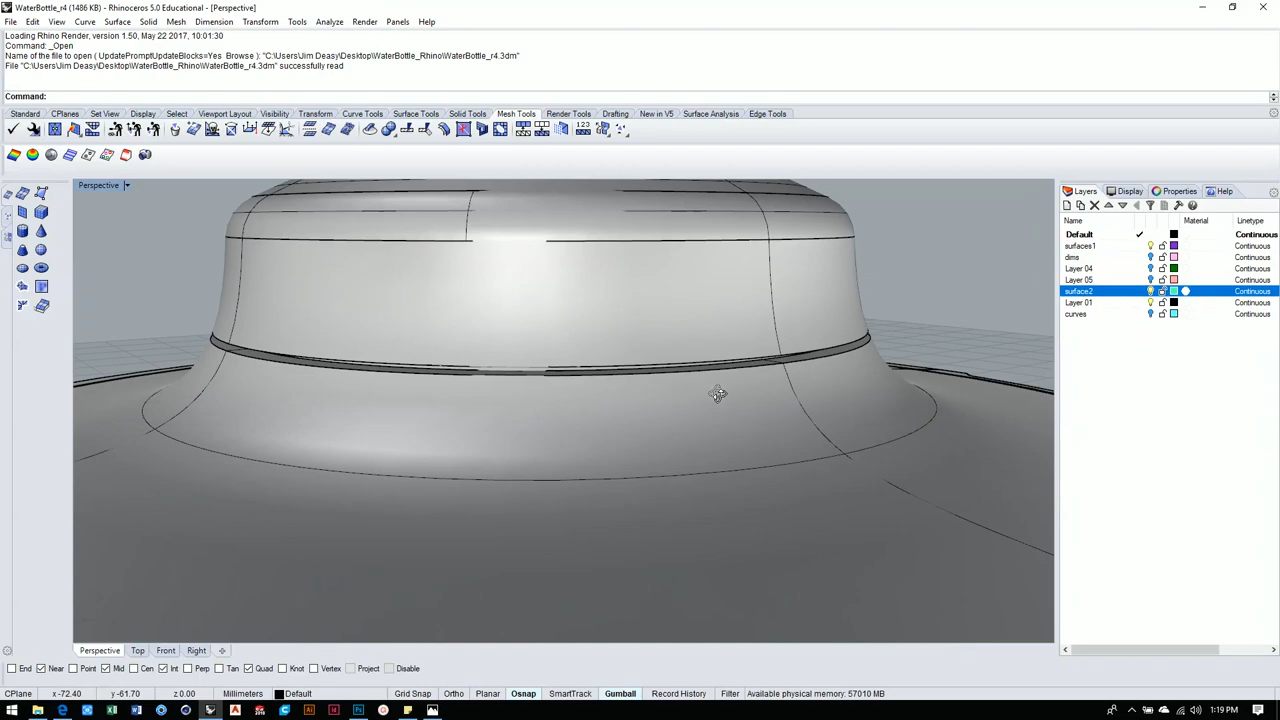 WaterBottle_r4 (1486 KB) - Rhinoceros 5.0 Educational - [Perspective]
File Edit View Curve Surface Solid Mesh Dimension Transform Tools Analyze Render Panels Help
Loading Rhino Render, version 1.50, May 22 2017, 10:01:30
Command: _Open
Name of the file to open ( UpdatePromptUpdateBlocks=Yes Browse ): "C:\Users\Jim Deasy\Desktop\WaterBottle_Rhino\WaterBottle_r4.3dm"
File "C:\Users\Jim Deasy\Desktop\WaterBottle_Rhino\WaterBottle_r4.3dm" successfully read
Command:
Standard CPlanes Set View Display Select Viewport Layout Visibility Transform Curve Tools Surface Tools Solid Tools Mesh Tools Render Tools Drafting New in V5 Surface Analysis Edge Tools
Perspective
Layers Display Properties Help
Name Material Linetype
Default Continuous
surfaces1 Continuous
dims Continuous
Layer 04 Continuous
Layer 05 Continuous
surface2 Continuous
Layer 01 Continuous
curves Continuous
Perspective Top Front Right
End Near Point Mid Cen Int Perp Tan Quad Knot Vertex Project Disable
CPlane x -72.40 y -61.70 z 0.00 Millimeters Default Grid Snap Ortho Planar Osnap SmartTrack Gumball Record History Filter Available physical memory: 57010 MB
1:19 PM